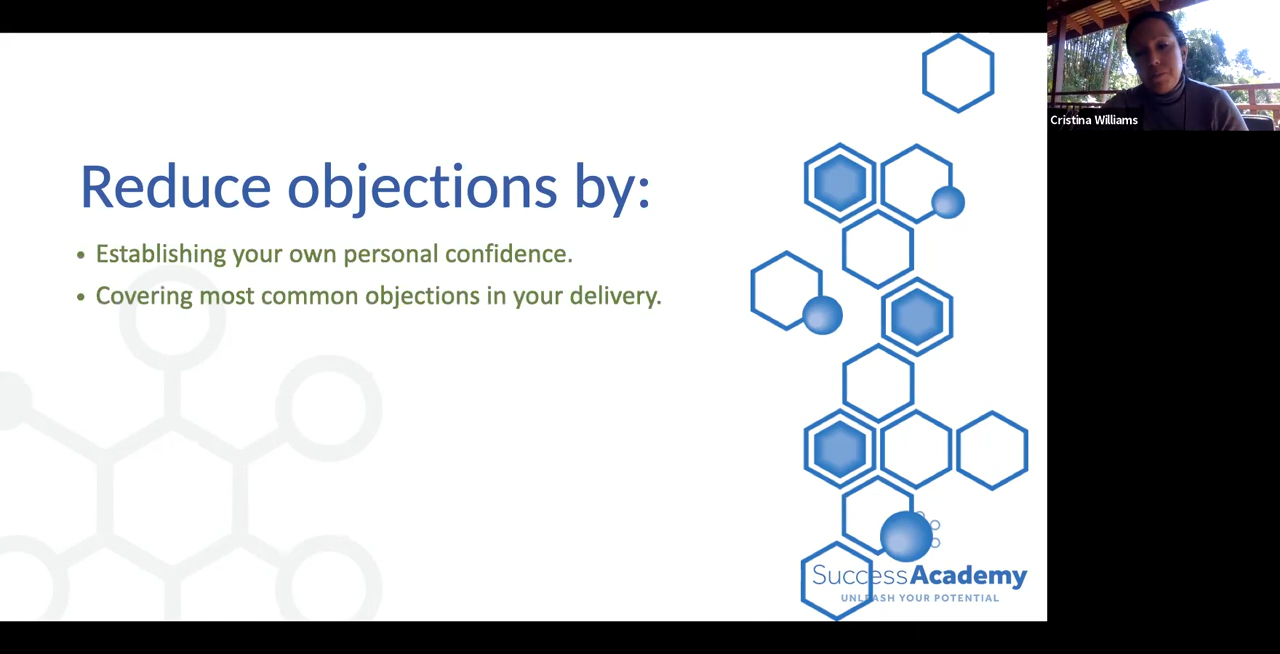 Cristina Williams
Reduce objections by:
• Establishing your own personal confidence.
• Covering most common objections in your delivery.
SuccessAcademy
UNLEASH YOUR POTENTIAL